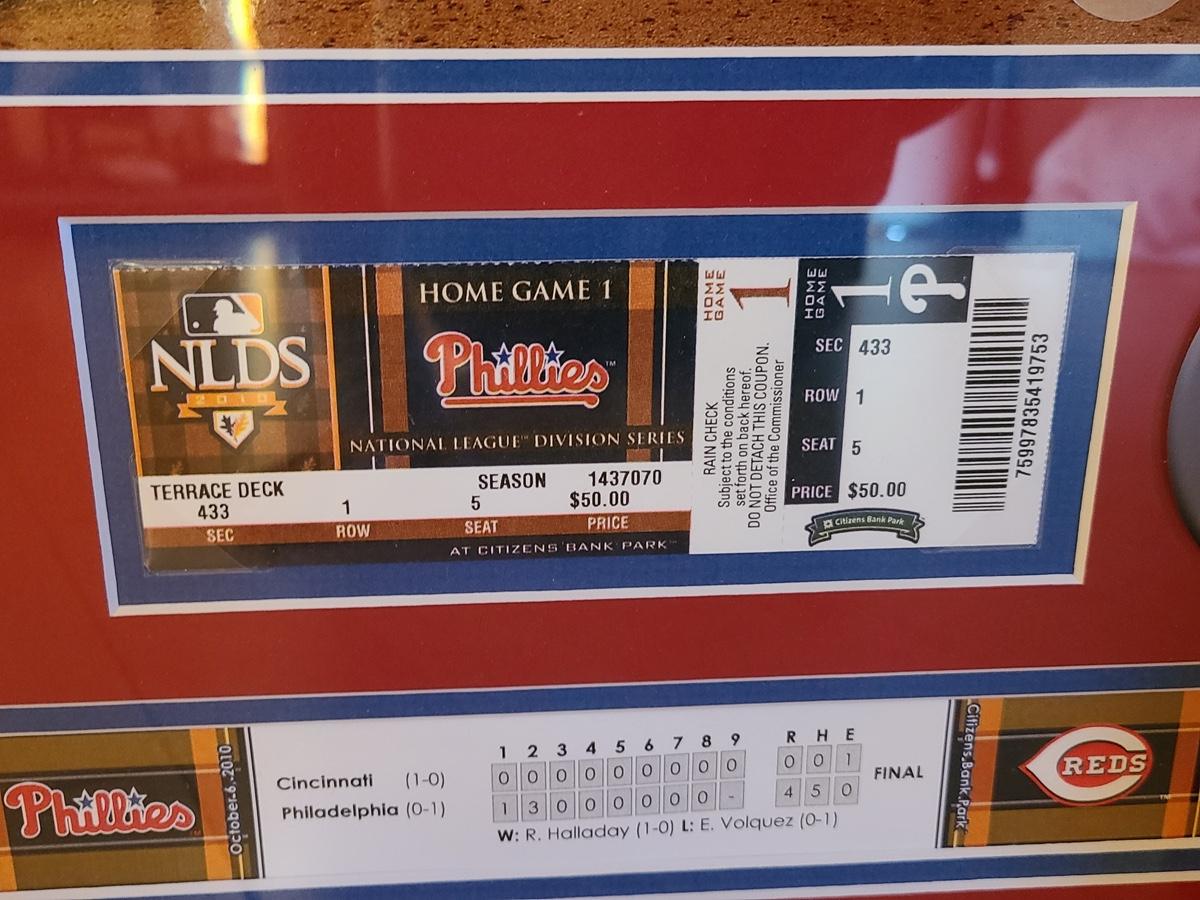 NLDS
2010
HOME GAME 1
Phillies™
NATIONAL LEAGUE™ DIVISION SERIES
TERRACE DECK SEASON 1437070
433 1 5 $50.00
SEC ROW SEAT PRICE
AT CITIZENS BANK PARK™
HOME GAME 1
RAIN CHECK
Subject to the conditions
set forth on back hereof.
DO NOT DETACH THIS COUPON.
Office of the Commissioner
HOME GAME 1 P
SEC 433
ROW 1
SEAT 5
PRICE $50.00
Citizens Bank Park
7599783541 9753
Phillies
October 6, 2010
1 2 3 4 5 6 7 8 9 R H E
Cincinnati (1-0) 0 0 0 0 0 0 0 0 0 0 0 1 FINAL
Philadelphia (0-1) 1 3 0 0 0 0 0 0 - 4 5 0
W: R. Halladay (1-0) L: E. Volquez (0-1)
Citizens Bank Park
REDS™